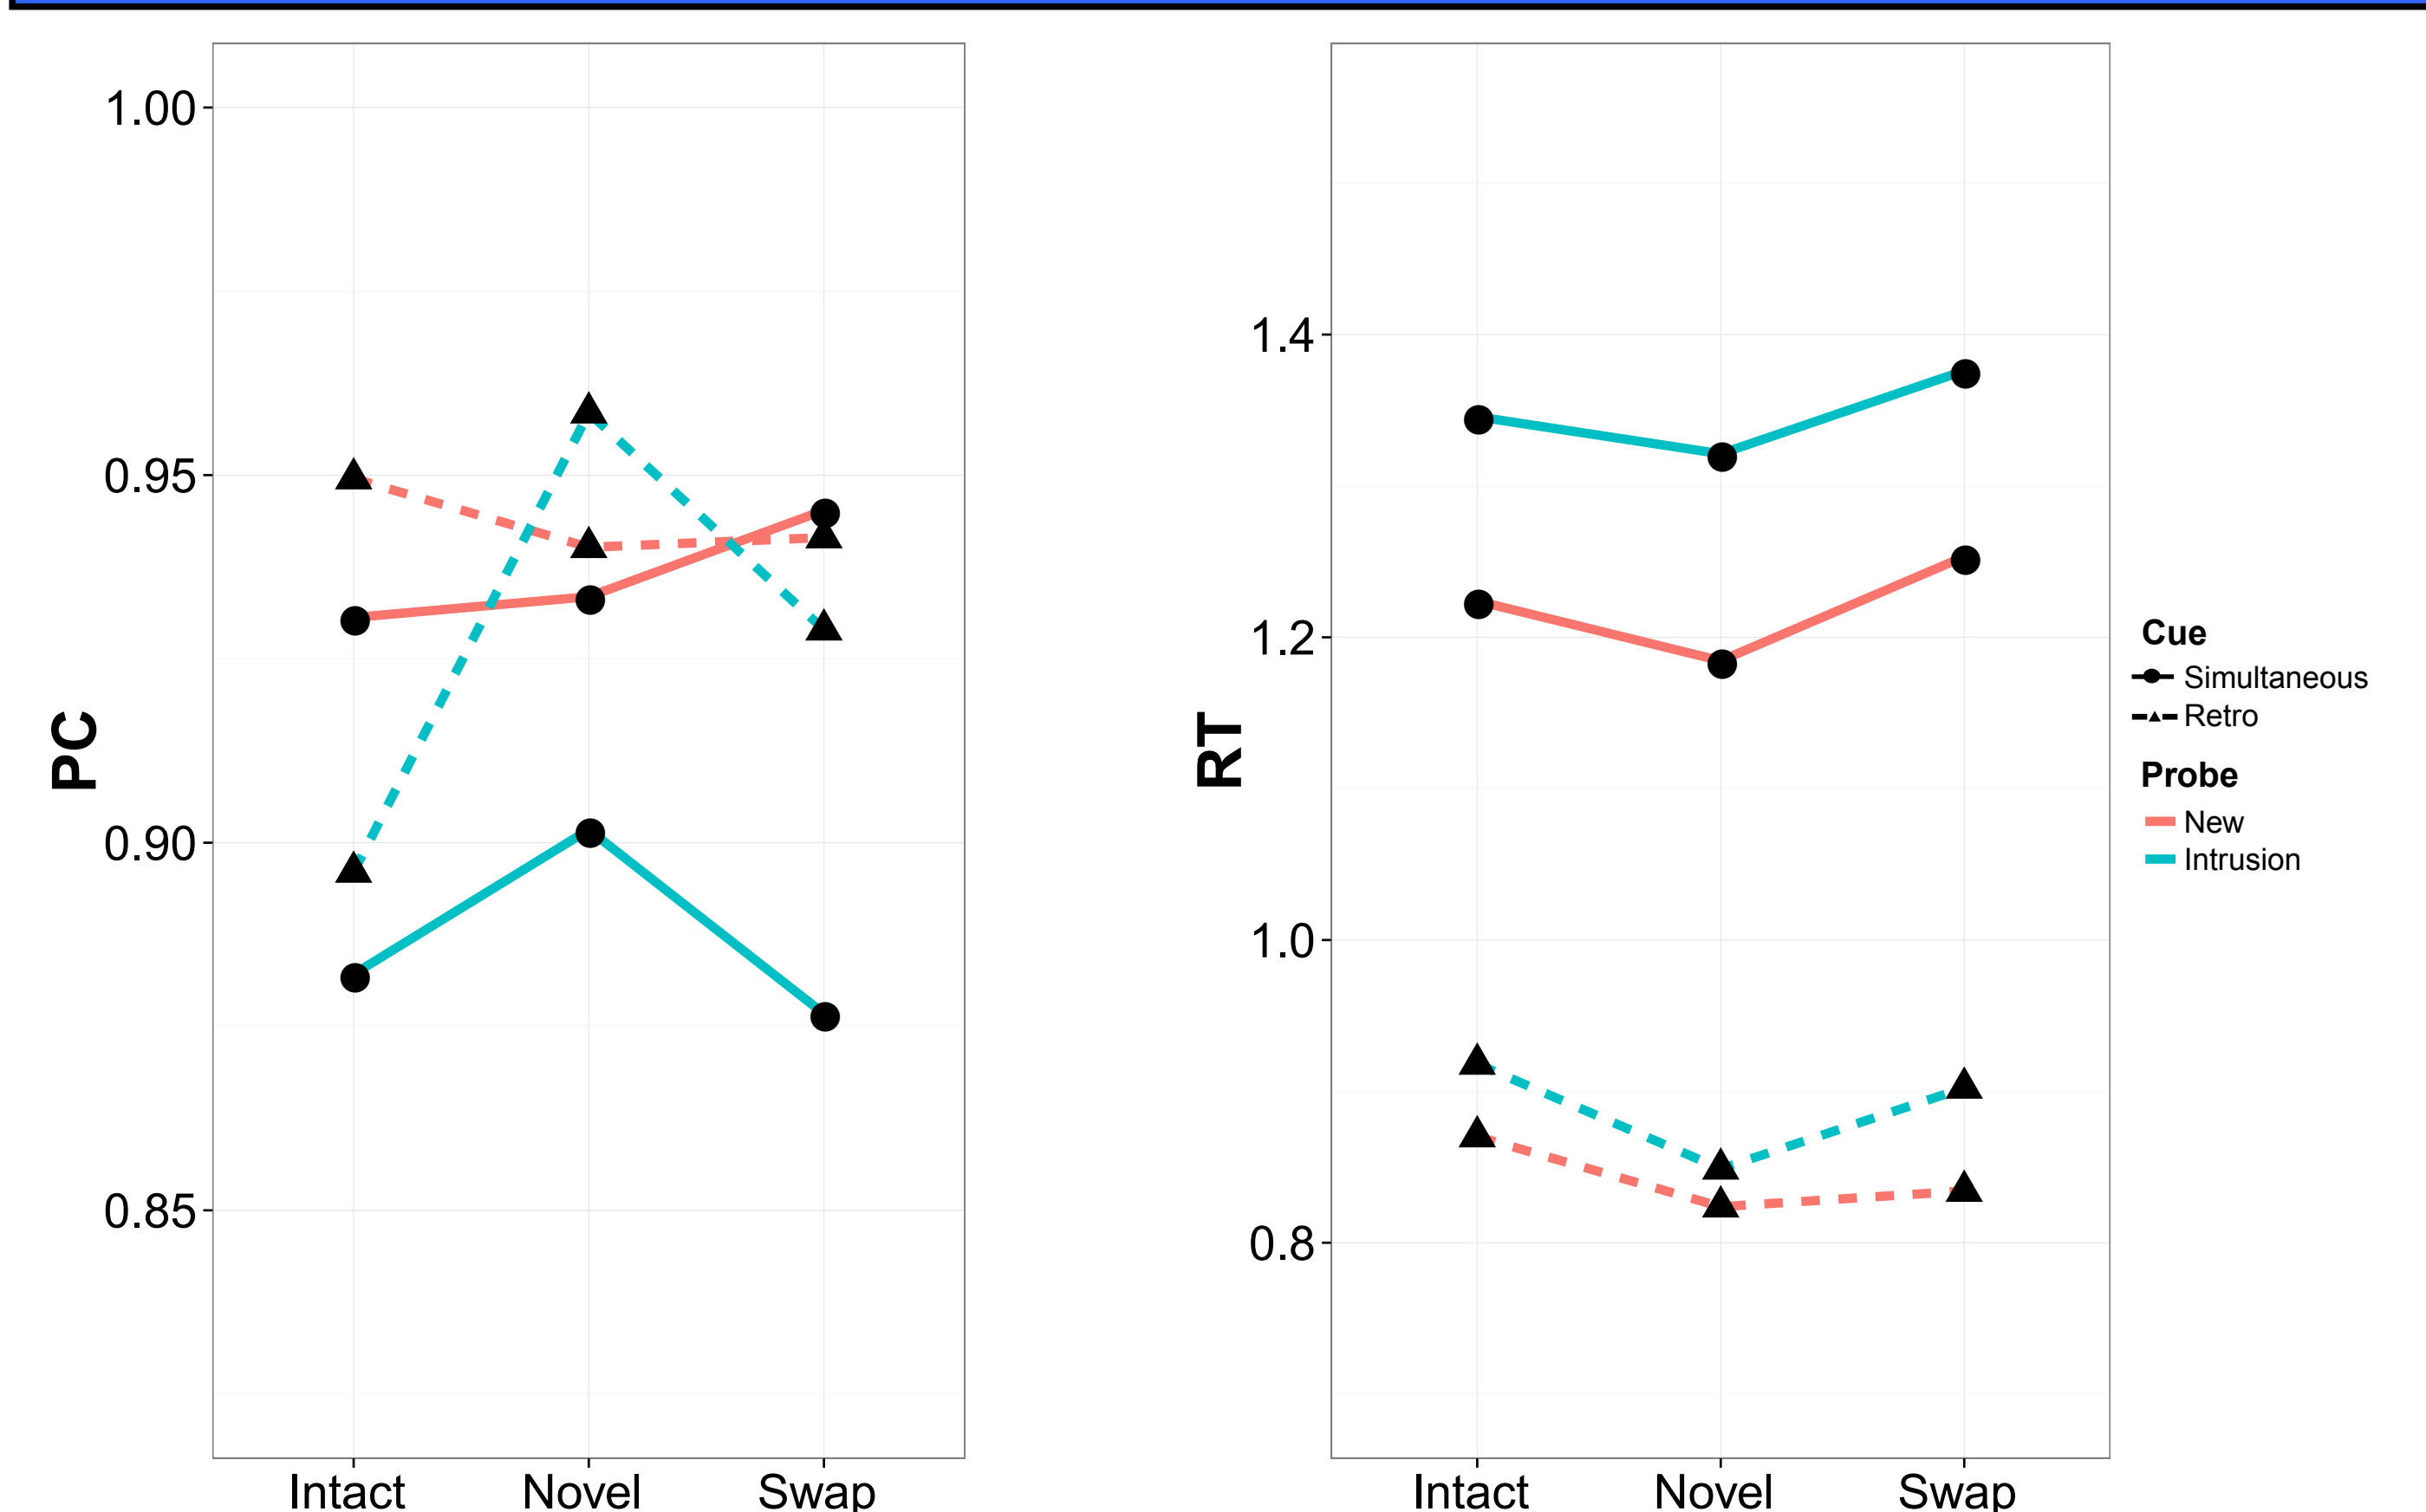 1.00
0.95
0.90
0.85
PC
Intact Novel Swap
1.4
1.2
1.0
0.8
RT
Intact Novel Swap
Cue
Simultaneous
Retro
Probe
New
Intrusion